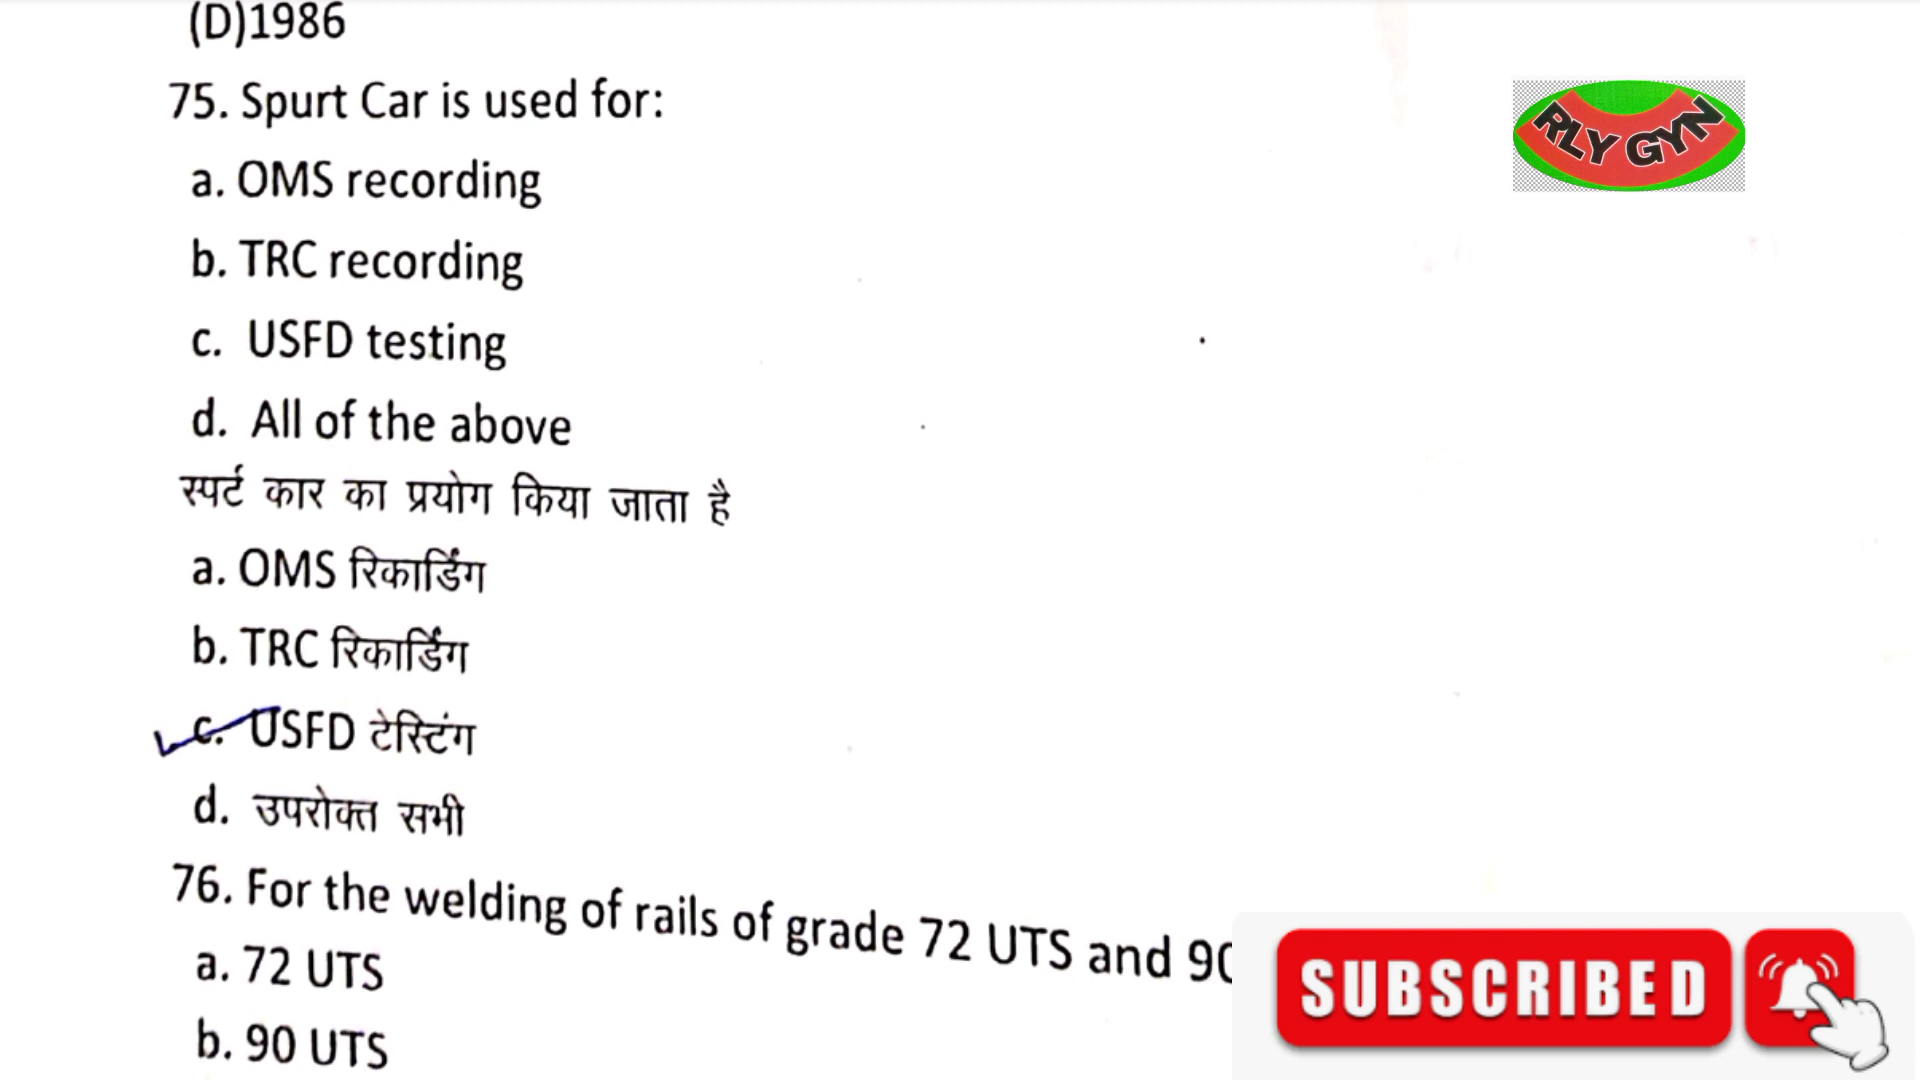 (D)1986
75. Spurt Car is used for:
a. OMS recording
b. TRC recording
c. USFD testing
d. All of the above
स्पर्ट कार का प्रयोग किया जाता है
a. OMS रिकार्डिंग
b. TRC रिकार्डिंग
c. USFD टेस्टिंग
d. उपरोक्त सभी
76. For the welding of rails of grade 72 UTS and 90
a. 72 UTS
b. 90 UTS
RLY GYN
SUBSCRIBED